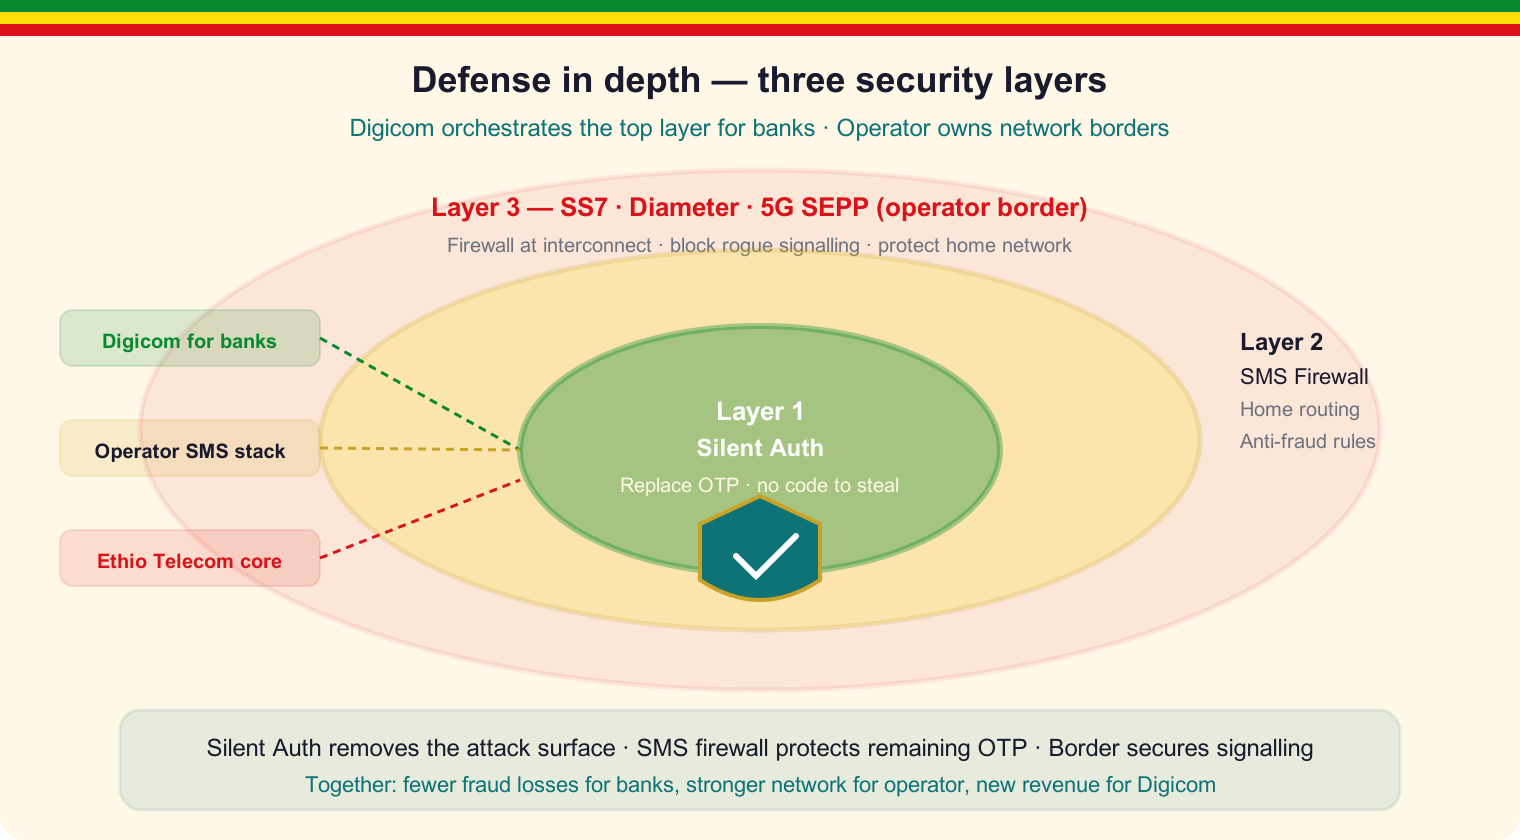 Defense in depth — three security layers
Digicom orchestrates the top layer for banks · Operator owns network borders
Layer 3 — SS7 · Diameter · 5G SEPP (operator border)
Firewall at interconnect · block rogue signalling · protect home network
Digicom for banks
Operator SMS stack
Ethio Telecom core
Layer 1
Silent Auth
Replace OTP · no code to steal
Layer 2
SMS Firewall
Home routing
Anti-fraud rules
Silent Auth removes the attack surface · SMS firewall protects remaining OTP · Border secures signalling
Together: fewer fraud losses for banks, stronger network for operator, new revenue for Digicom